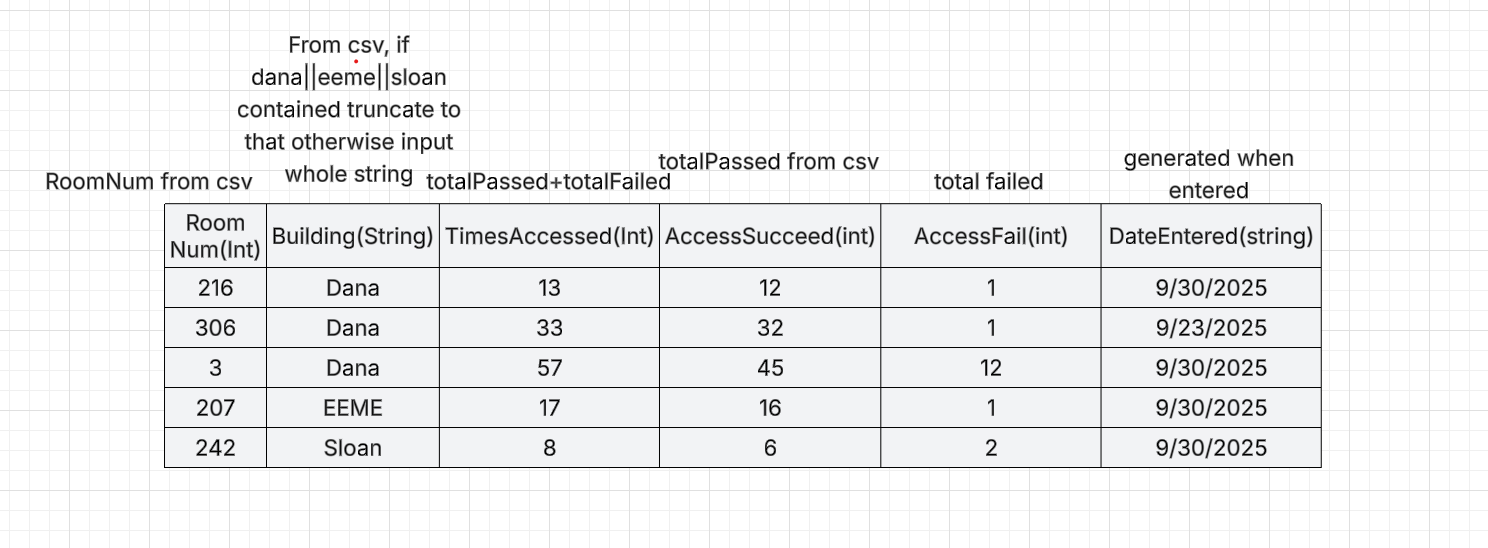 From csv, if
dana||eeme||sloan
contained truncate to
that otherwise input
whole string
RoomNum from csv
totalPassed+totalFailed
totalPassed from csv
total failed
generated when
entered
Room
Num(Int)
Building(String)
TimesAccessed(Int)
AccessSucceed(int)
AccessFail(int)
DateEntered(string)
216 Dana 13 12 1 9/30/2025
306 Dana 33 32 1 9/23/2025
3 Dana 57 45 12 9/30/2025
207 EEME 17 16 1 9/30/2025
242 Sloan 8 6 2 9/30/2025